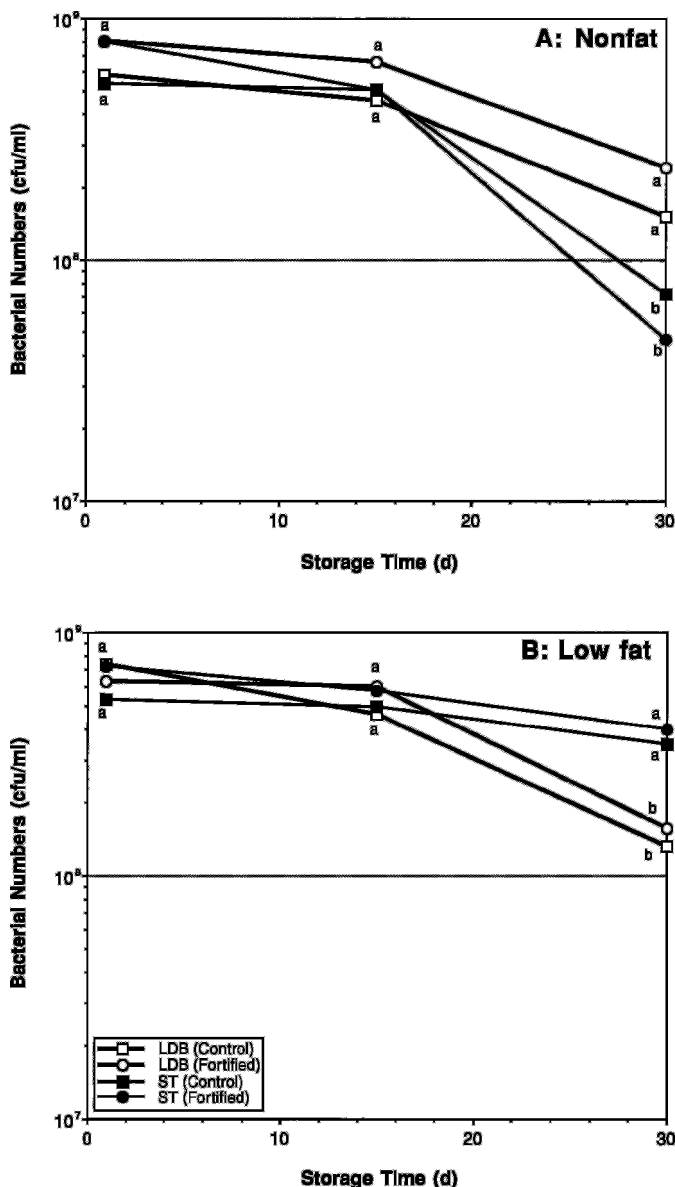 A: Nonfat
10⁹
a
a
a
a
Bacterial Numbers (cfu/ml)
a
a
10⁸
b
b
10⁷
0
10
20
30
Storage Time (d)
B: Low fat
10⁹
a
a
a
a
a
a
Bacterial Numbers (cfu/ml)
b
b
10⁸
LDB (Control)
LDB (Fortified)
ST (Control)
ST (Fortified)
10⁷
0
10
20
30
Storage Time (d)